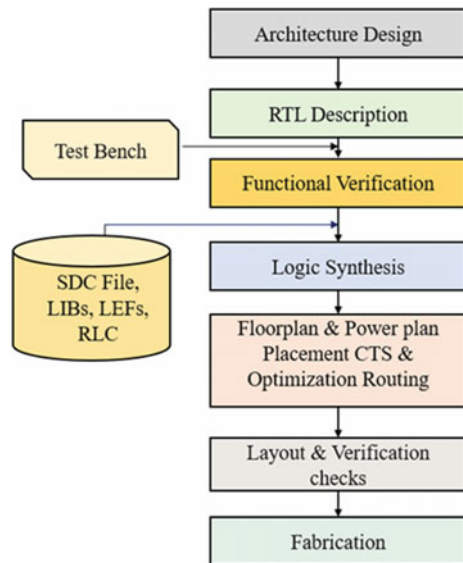 Architecture Design
RTL Description
Test Bench
Functional Verification
SDC File,
LIBs, LEFs,
RLC
Logic Synthesis
Floorplan & Power plan
Placement CTS &
Optimization Routing
Layout & Verification
checks
Fabrication